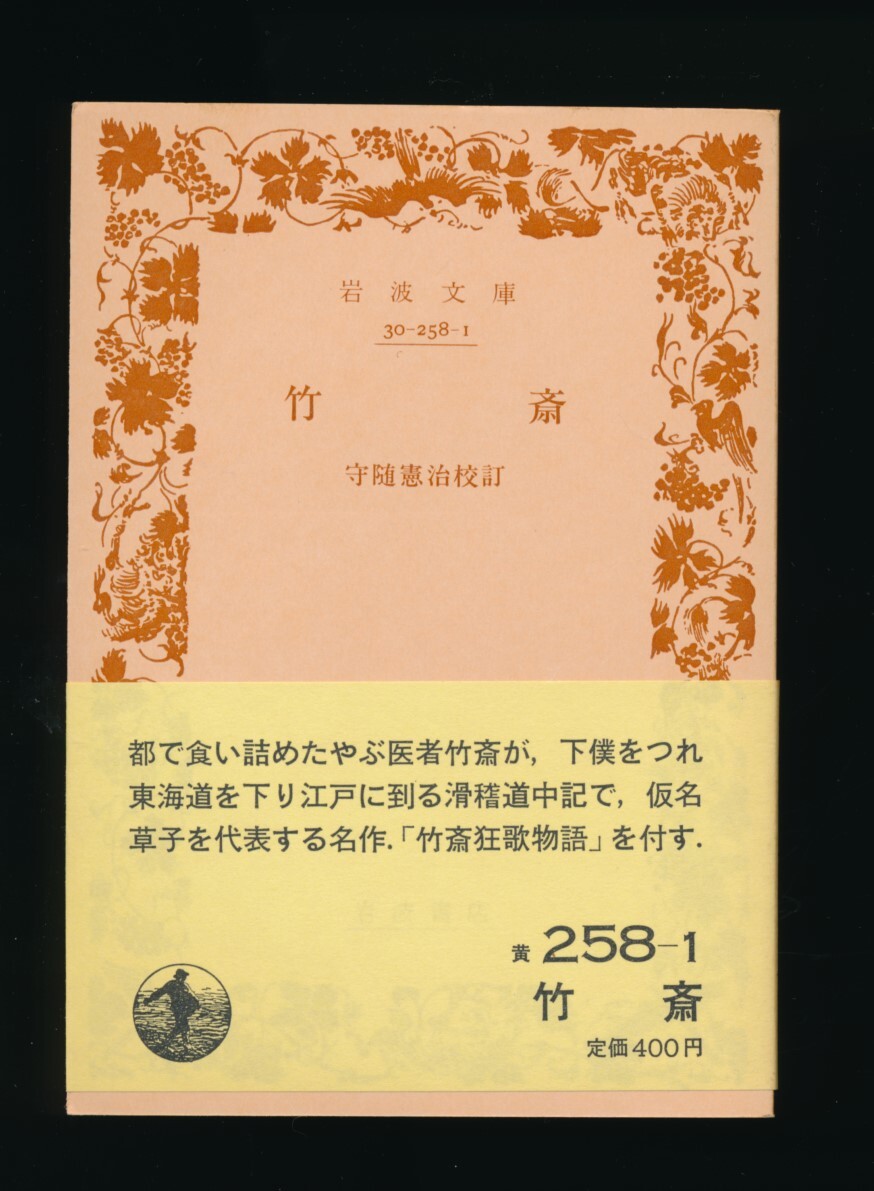 岩波文庫
30-258-1
竹斎
守随憲治校訂
都で食い詰めたやぶ医者竹斎が，下僕をつれ
東海道を下り江戸に到る滑稽道中記で，仮名
草子を代表する名作.「竹斎狂歌物語」を付す.
黄 258-1
竹斎
定価400円